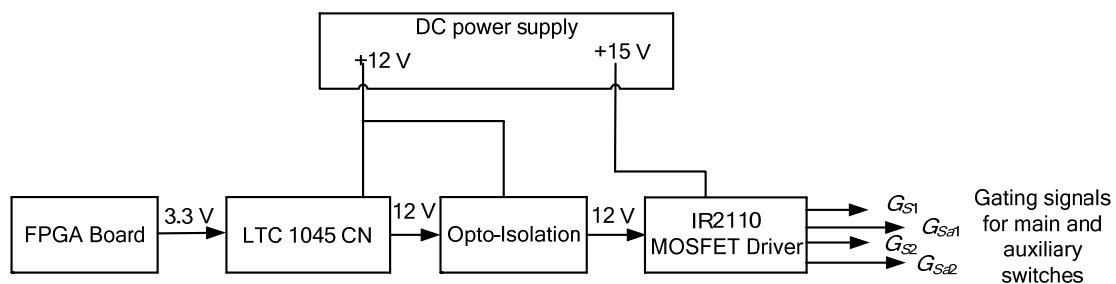 DC power supply
+12 V
+15 V
FPGA Board
3.3 V
LTC 1045 CN
12 V
Opto-Isolation
12 V
IR2110
MOSFET Driver
GS1
GSa1
GS2
GSa2
Gating signals
for main and
auxiliary
switches